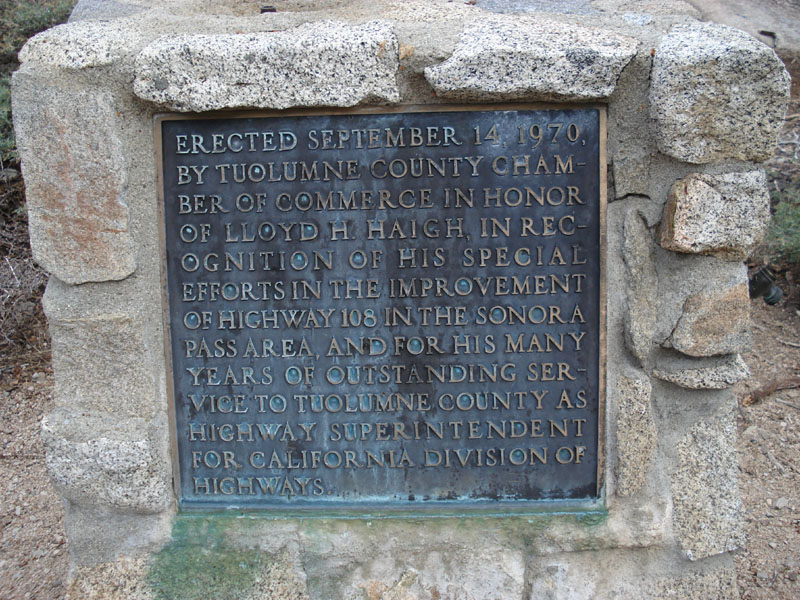 ERECTED SEPTEMBER 14, 1970,
BY TUOLUMNE COUNTY CHAM-
BER OF COMMERCE IN HONOR
OF LLOYD H. HAIGH, IN REC-
OGNITION OF HIS SPECIAL
EFFORTS IN THE IMPROVEMENT
OF HIGHWAY 108 IN THE SONORA
PASS AREA, AND FOR HIS MANY
YEARS OF OUTSTANDING SER-
VICE TO TUOLUMNE COUNTY AS
HIGHWAY SUPERINTENDENT
FOR CALIFORNIA DIVISION OF
HIGHWAYS.